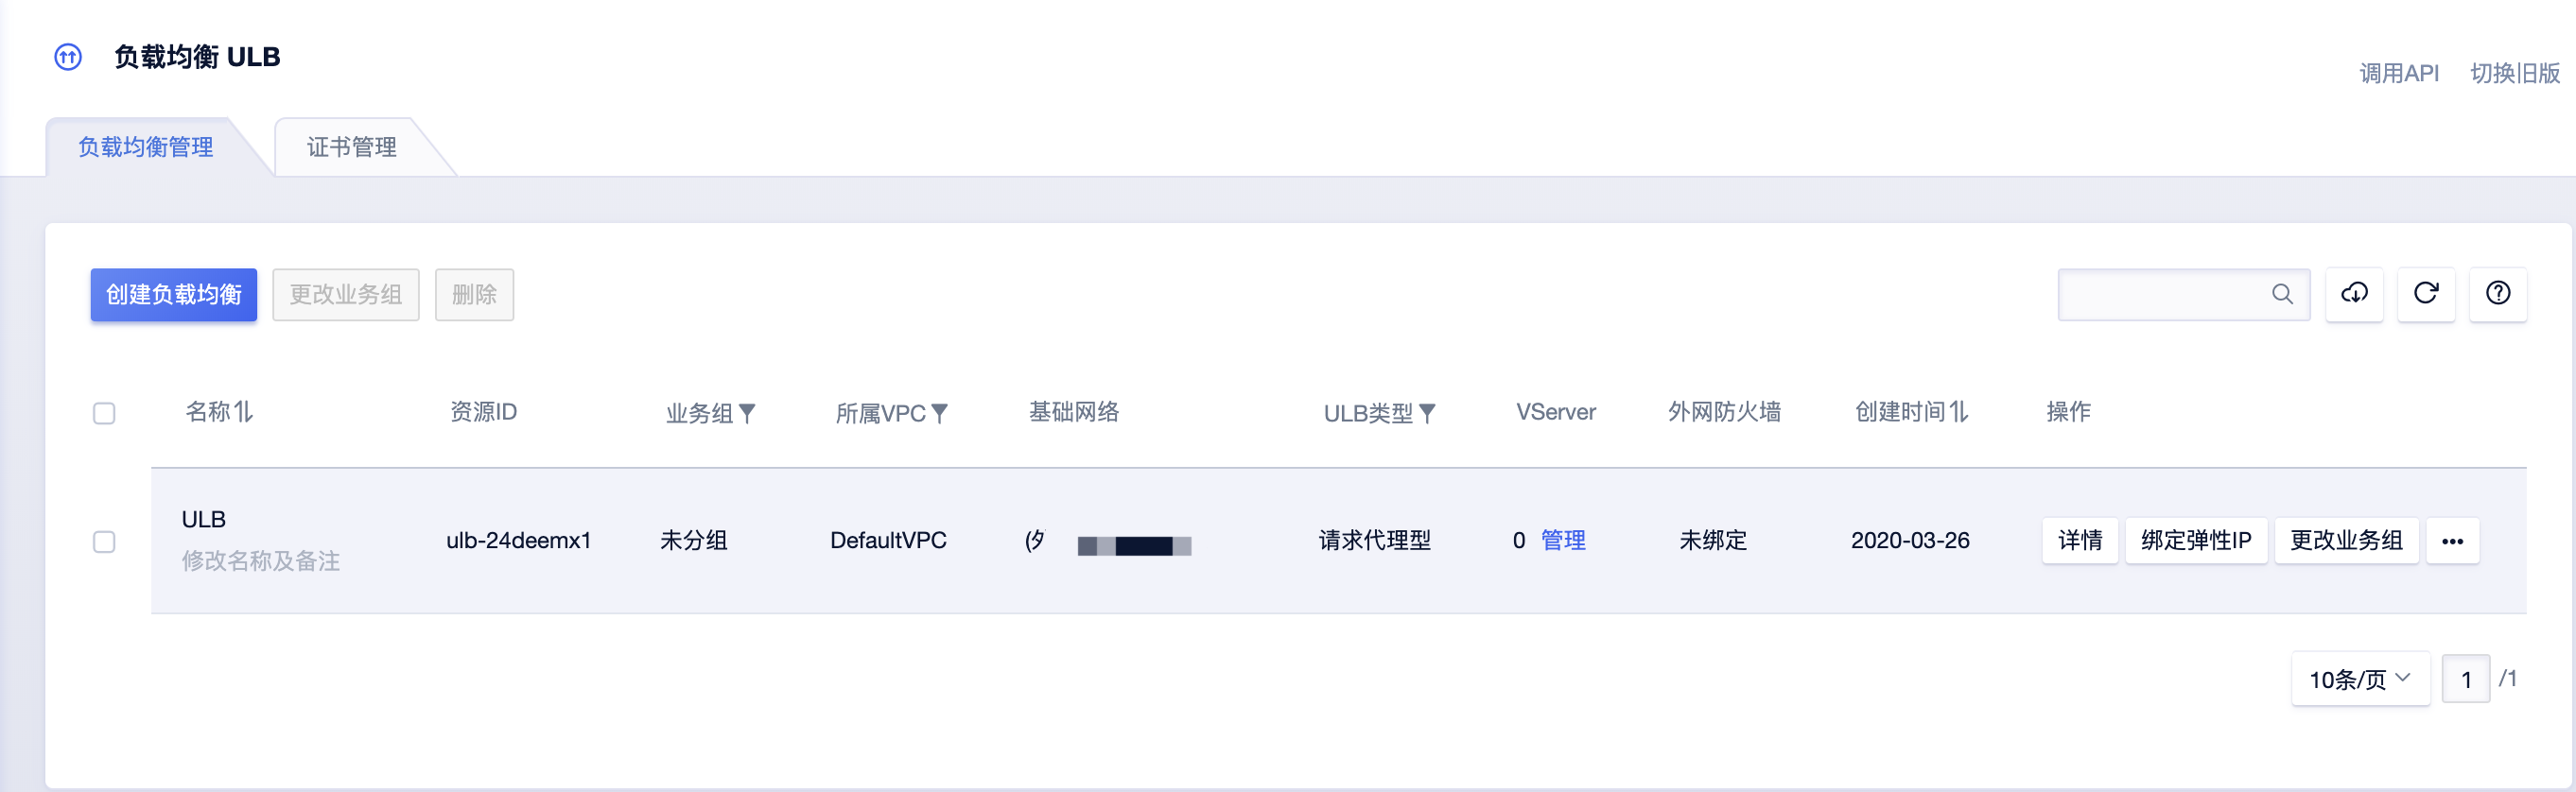 负载均衡 ULB
调用API 切换旧版
负载均衡管理 证书管理
创建负载均衡 更改业务组 删除
名称 资源ID 业务组 所属VPC 基础网络 ULB类型 VServer 外网防火墙 创建时间 操作
ULB
修改名称及备注
ulb-24deemx1 未分组 DefaultVPC 请求代理型 0 管理 未绑定 2020-03-26 详情 绑定弹性IP 更改业务组 •••
10条/页 1 /1